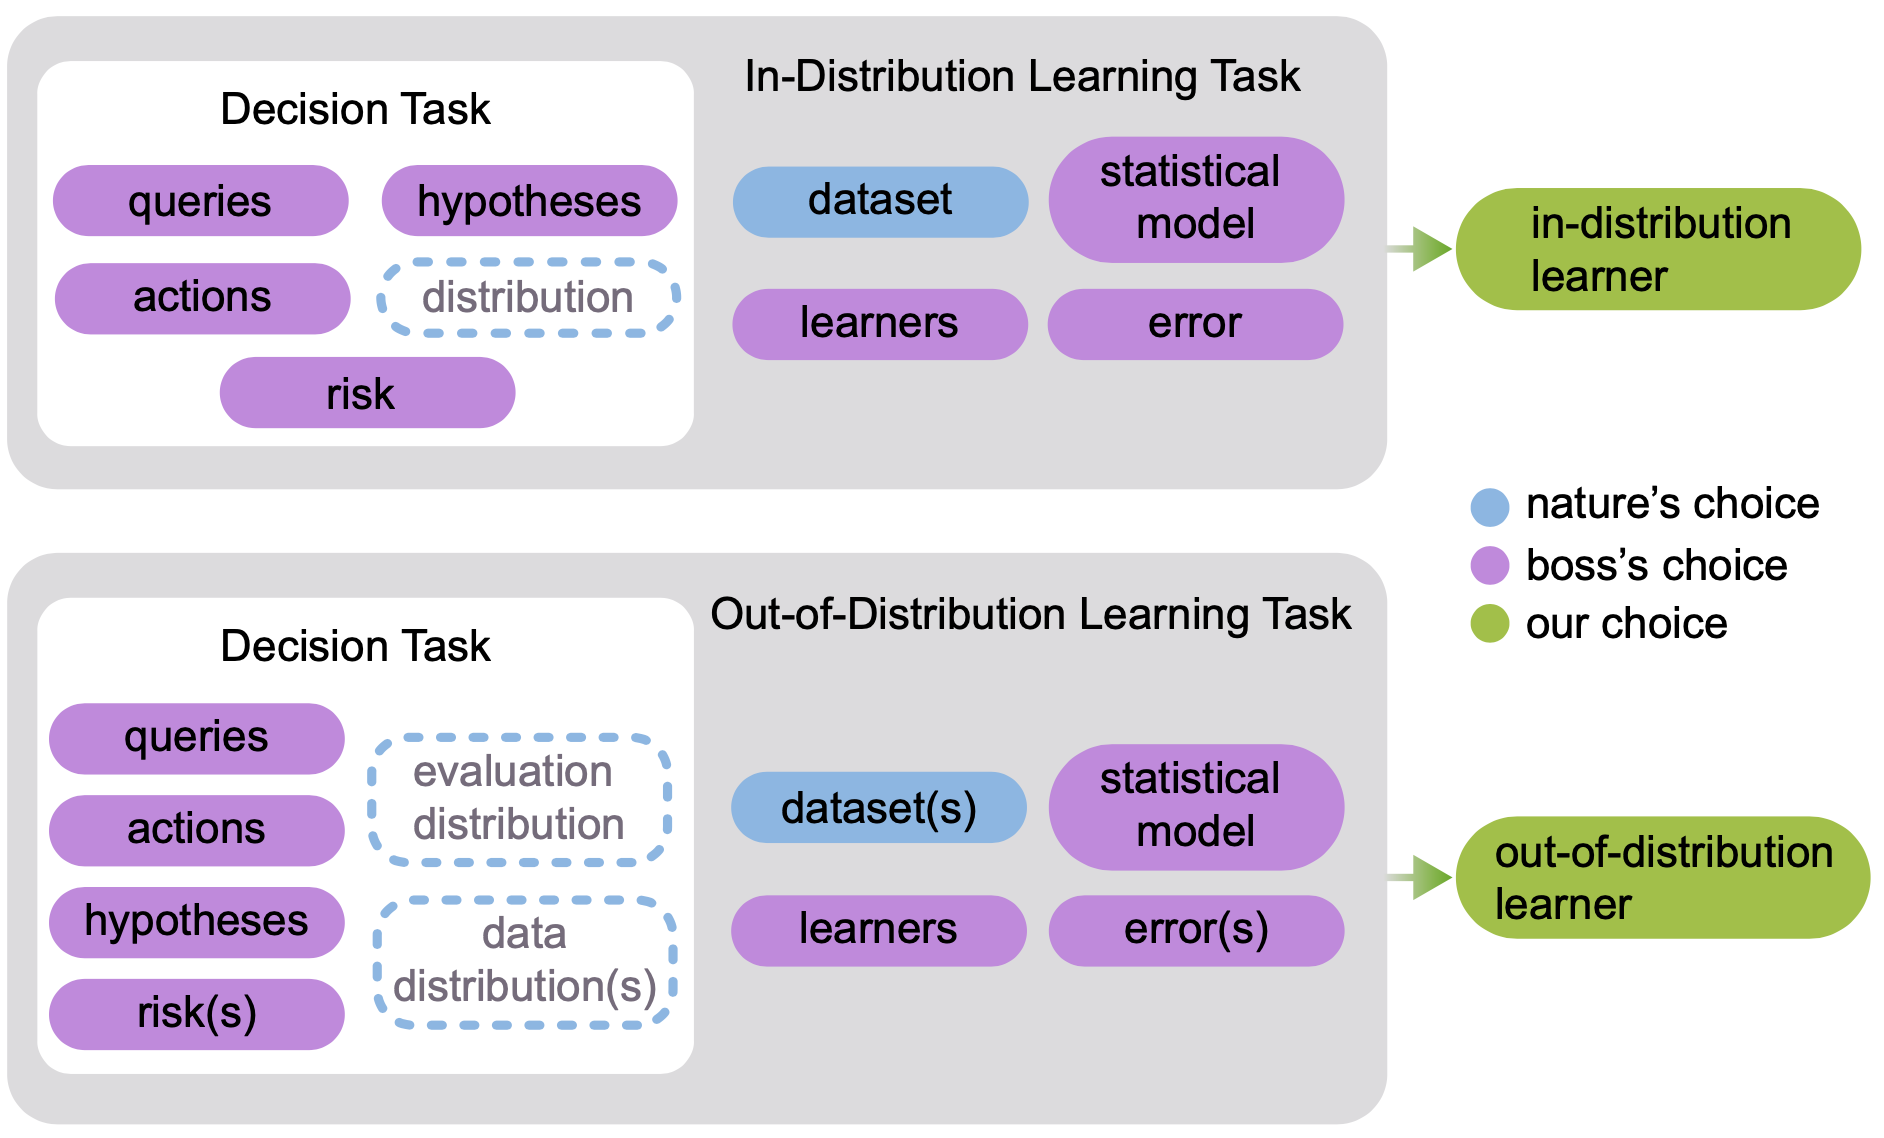 In-Distribution Learning Task
Decision Task
queries
hypotheses
actions
distribution
risk
dataset
statistical
model
learners
error
in-distribution
learner
nature’s choice
boss’s choice
our choice
Out-of-Distribution Learning Task
Decision Task
queries
actions
hypotheses
risk(s)
evaluation
distribution
data
distribution(s)
dataset(s)
statistical
model
learners
error(s)
out-of-distribution
learner